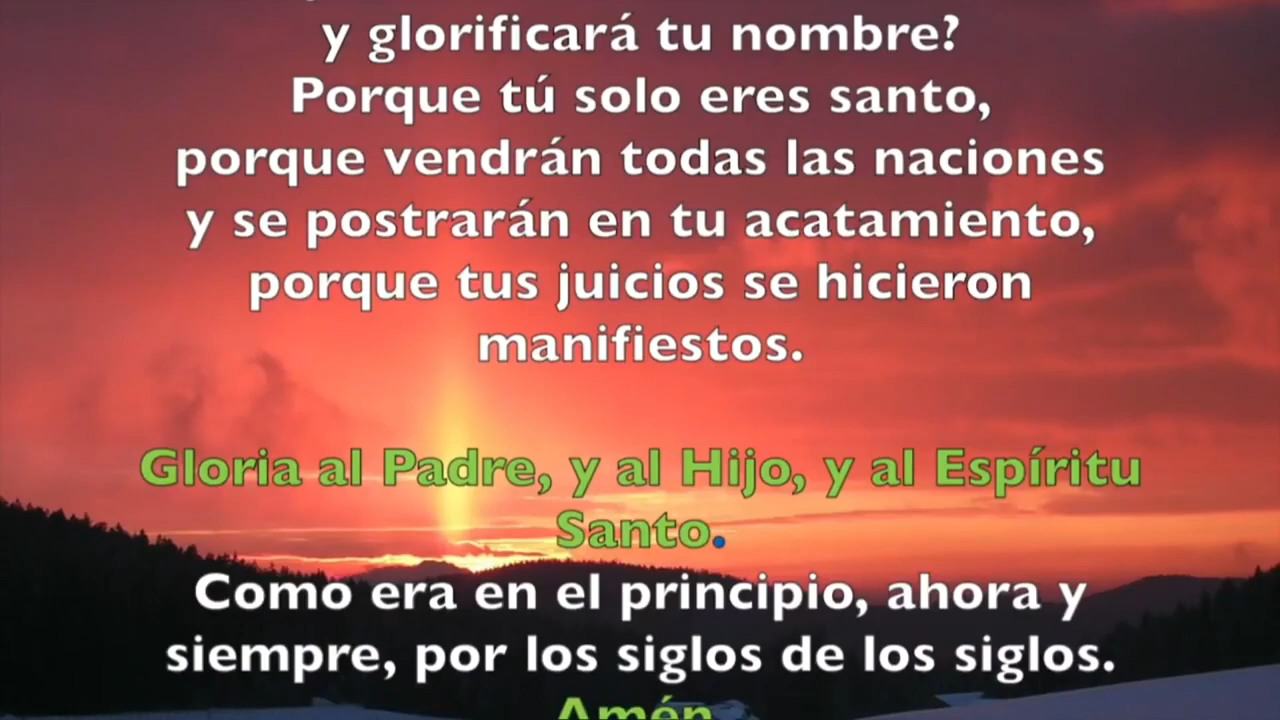 y glorificará tu nombre?
Porque tú solo eres santo,
porque vendrán todas las naciones
y se postrarán en tu acatamiento,
porque tus juicios se hicieron
manifiestos.
Gloria al Padre, y al Hijo, y al Espíritu
Santo.
Como era en el principio, ahora y
siempre, por los siglos de los siglos.
Amén